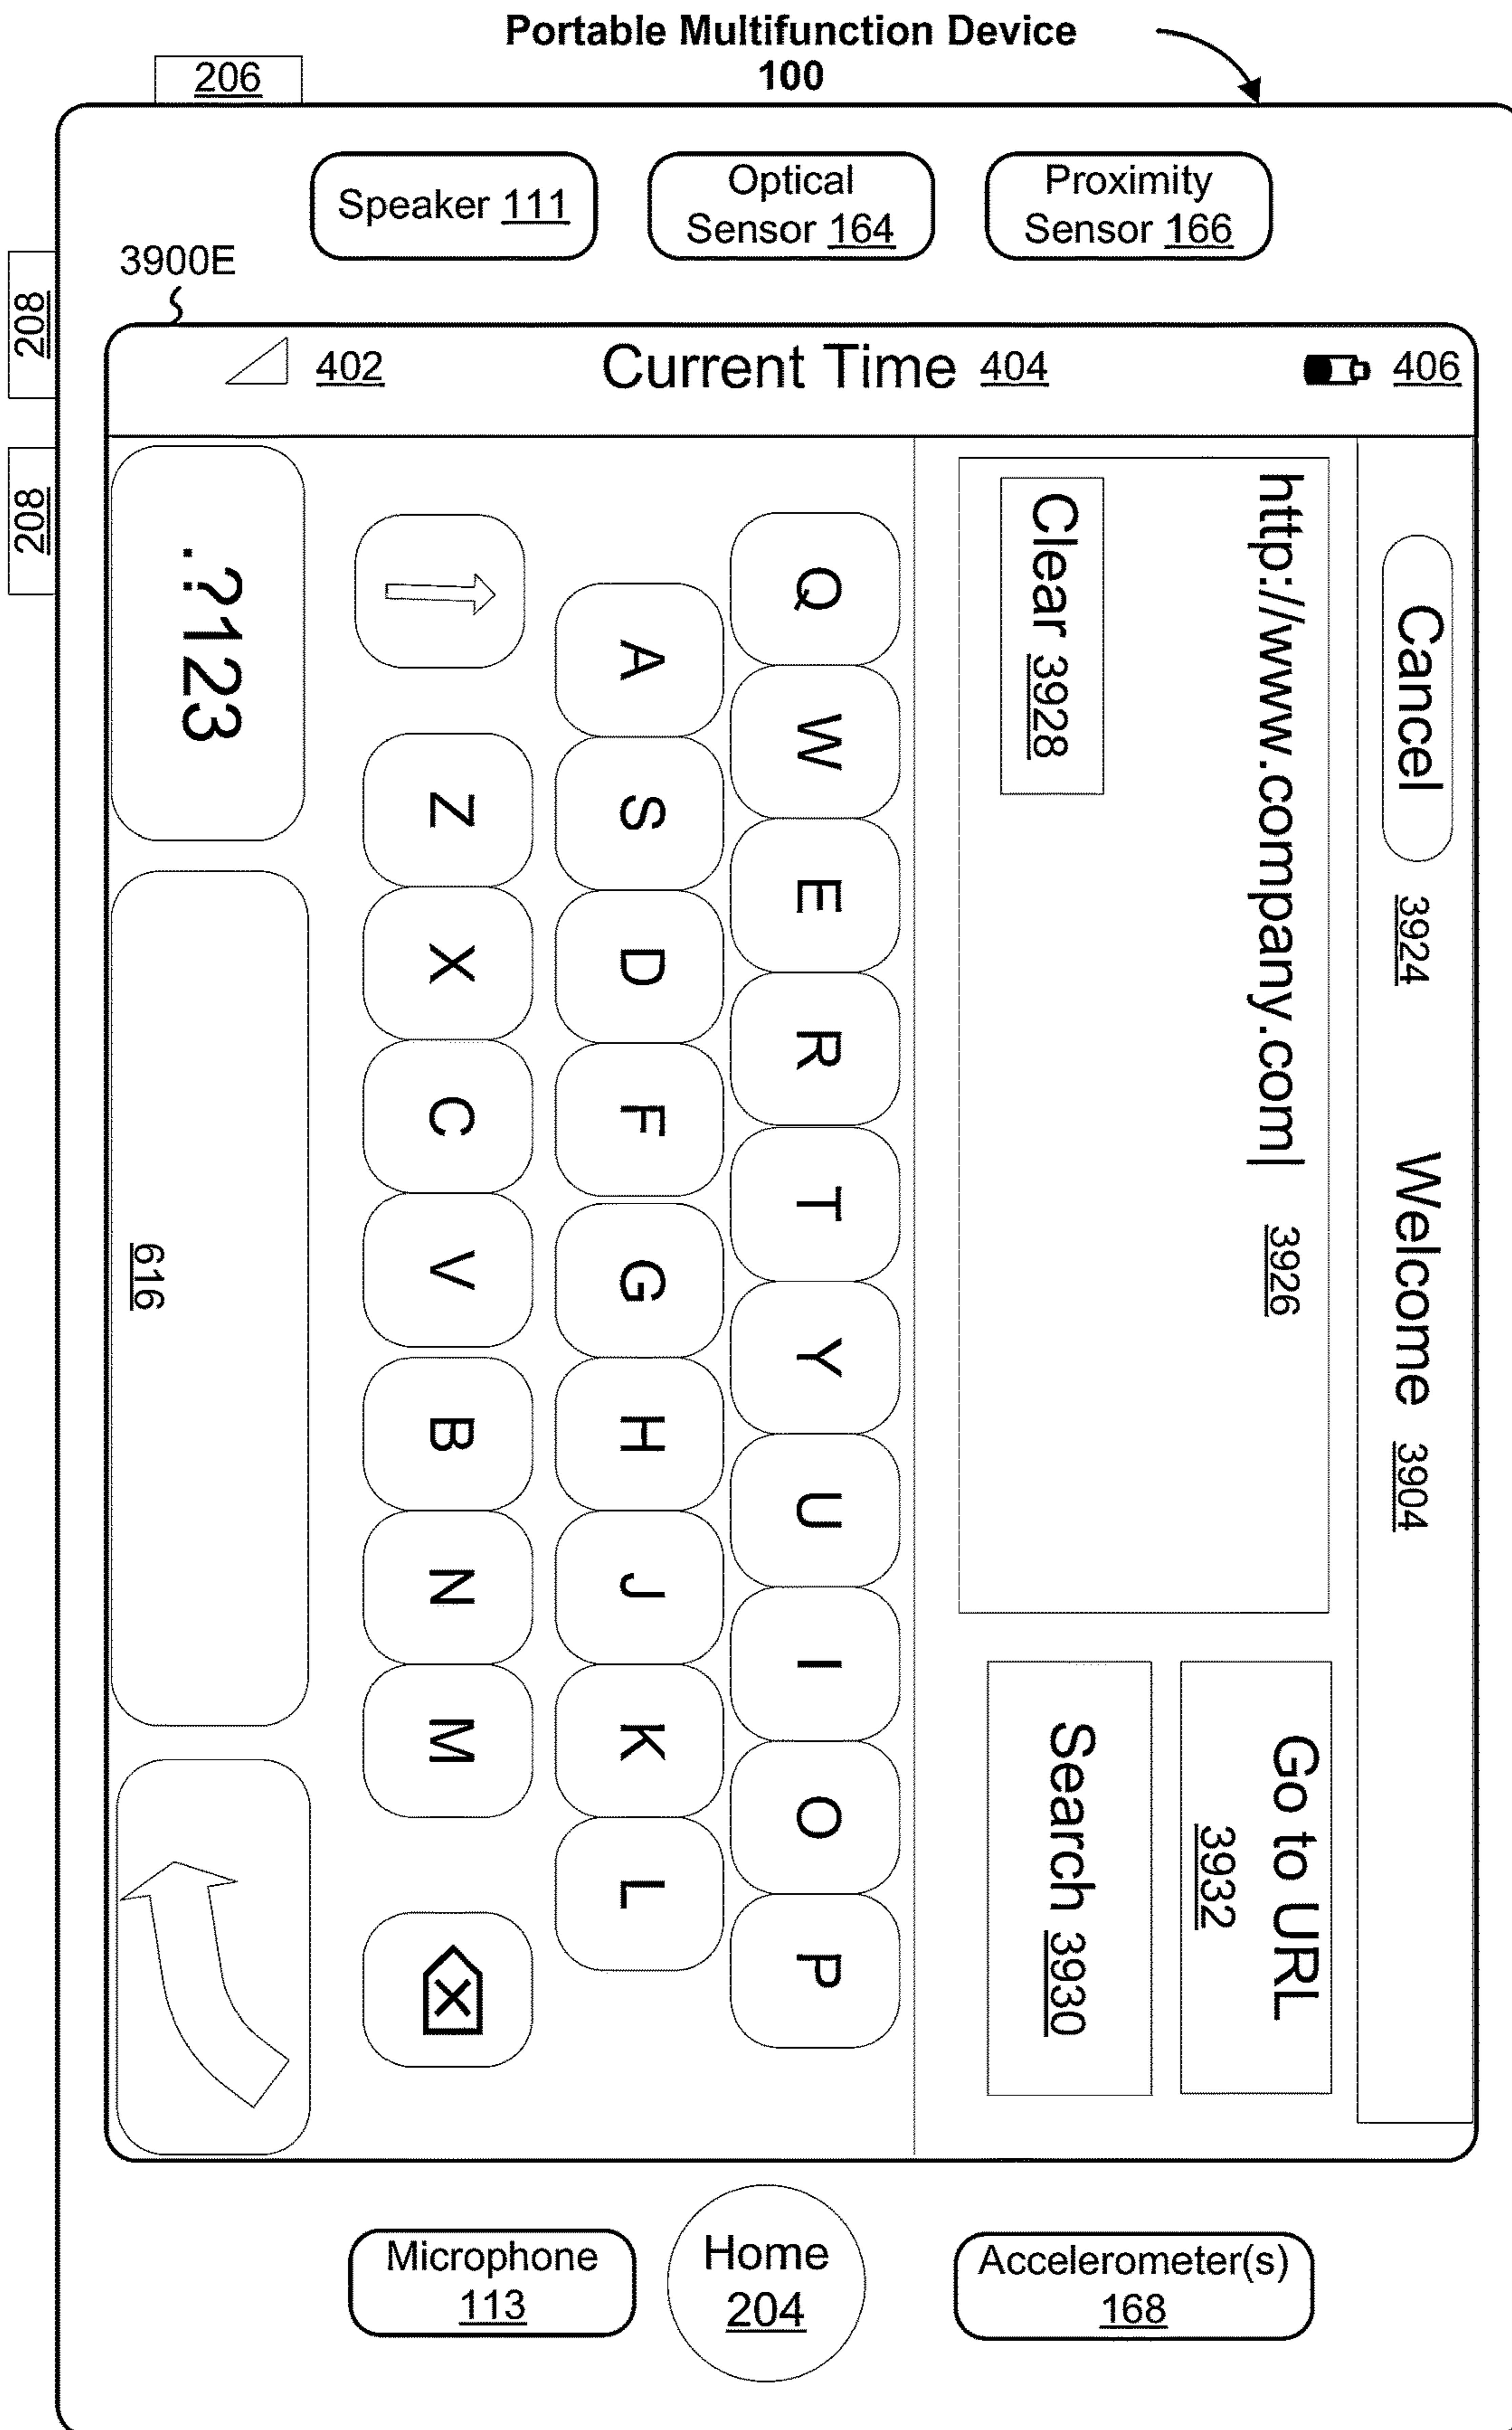 Portable Multifunction Device
100
206
Speaker 111
Optical
Sensor 164
Proximity
Sensor 166
3900E
208
208
402
Current Time 404
406
Cancel 3924
Welcome 3904
http://www.company.com| 3926
Clear 3928
Go to URL
3932
Search 3930
Q W E R T Y U I O P
A S D F G H J K L
Z X C V B N M
.?123
616
Microphone
113
Home
204
Accelerometer(s)
168